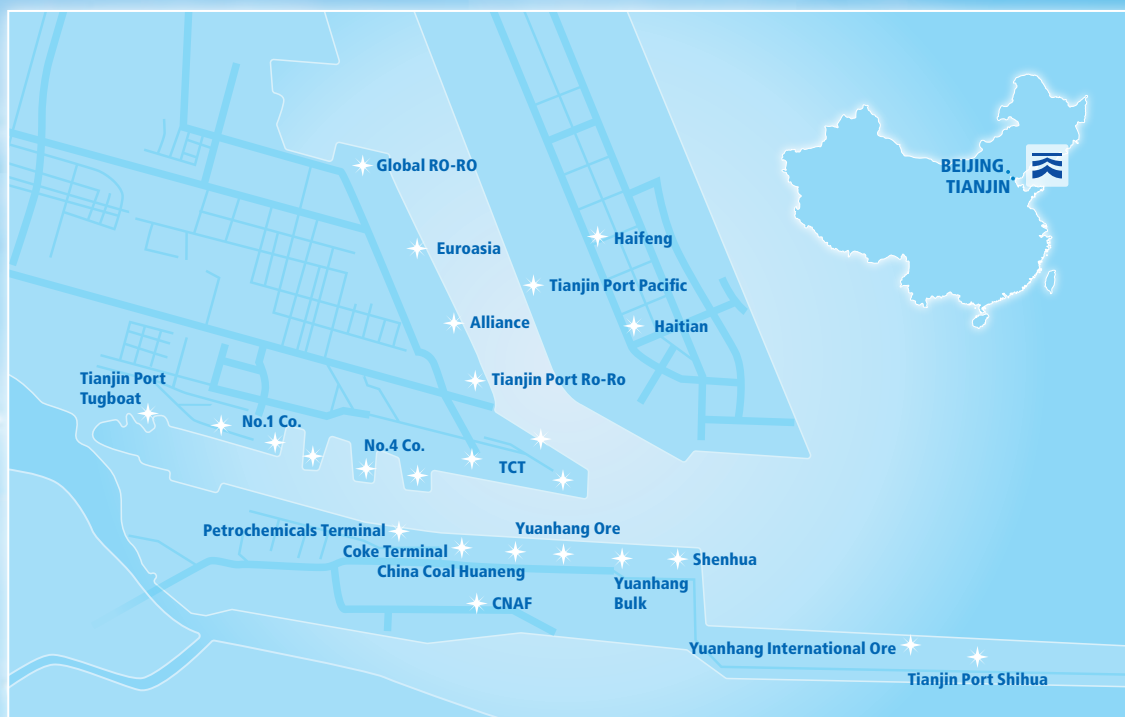 Global RO-RO
BEIJING
TIANJIN
Haifeng
Euroasia
Tianjin Port Pacific
Alliance
Haitian
Tianjin Port
Tugboat
Tianjin Port Ro-Ro
No.1 Co.
No.4 Co.
TCT
Petrochemicals Terminal
Yuanhang Ore
Coke Terminal
China Coal Huaneng
Shenhua
Yuanhang
Bulk
CNAF
Yuanhang International Ore
Tianjin Port Shihua